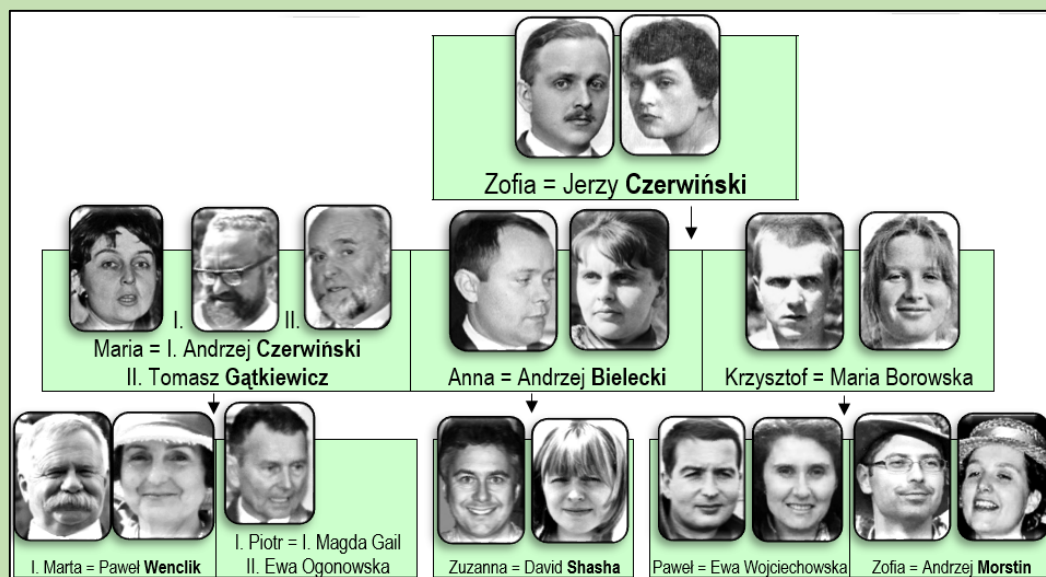 Zofia = Jerzy Czerwiński
I. II.
Maria = I. Andrzej Czerwiński
II. Tomasz Gątkiewicz
Anna = Andrzej Bielecki
Krzysztof = Maria Borowska
I. Marta = Paweł Wenclik
I. Piotr = I. Magda Gail
II. Ewa Ogonowska
Zuzanna = David Shasha
Paweł = Ewa Wojciechowska
Zofia = Andrzej Morstin